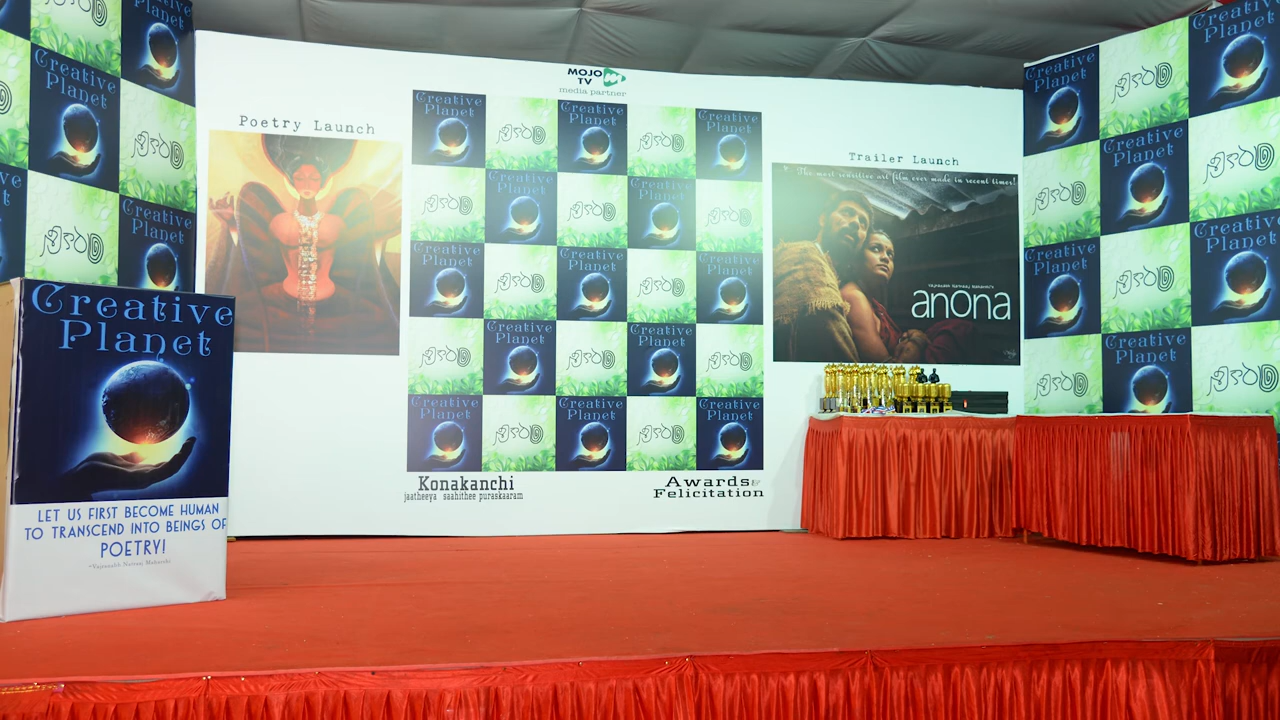 MOJO
TV
media partner
Poetry Launch
Trailer Launch
The most sensitive art film ever made in recent times!
anona
Creative
Planet
Konakanchi
jaatheeya saahithee puraskaaram
Awards &
Felicitation
Creative
Planet
LET US FIRST BECOME HUMAN
TO TRANSCEND INTO BEINGS OF
POETRY!